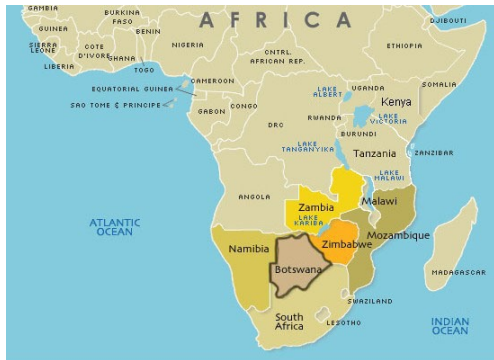 GAMBIA
BURKINA
FASO
AFRICA
DJIBOUTI
GUINEA
BENIN
SIERRA
LEONE
COTE
D'IVORE
GHANA
NIGERIA
CNTRL.
AFRICAN REP.
ETHIOPIA
LIBERIA
TOGO
CAMEROON
EQUATORIAL GUINEA
SAO TOME & PRINCIPE
GABON
CONGO
LAKE
ALBERT
UGANDA
SOMALIA
Kenya
DRC
RWANDA
LAKE
VICTORIA
BURUNDI
LAKE
TANGANYIKA
Tanzania
ZANZIBAR
LAKE
MALAWI
ANGOLA
Zambia
Malawi
LAKE
KARIBA
ATLANTIC
OCEAN
Namibia
Zimbabwe
Mozambique
Botswana
MADAGASCAR
SWAZILAND
South
Africa
LESOTHO
INDIAN
OCEAN